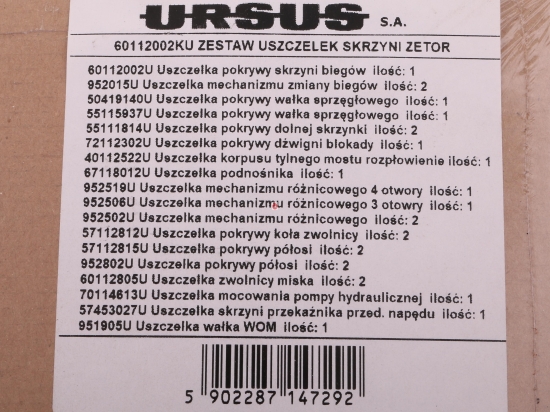 URSUS S.A.
60112002KU ZESTAW USZCZELEK SKRZYNI ZETOR
60112002U Uszczelka pokrywy skrzyni biegów ilość: 1
952015U Uszczelka mechanizmu zmiany biegów ilość: 2
50419140U Uszczelka pokrywy wałka sprzęgłowego ilość: 1
55115937U Uszczelka pokrywy wałka sprzęgłowego ilość: 1
55111814U Uszczelka pokrywy dolnej skrzynki ilość: 2
72112302U Uszczelka pokrywy dźwigni blokady ilość: 1
40112522U Uszczelka korpusu tylnego mostu rozpłowienie ilość: 1
67118012U Uszczelka podnośnika ilość: 1
952519U Uszczelka mechanizmu różnicowego 4 otwory ilość: 1
952506U Uszczelka mechanizmu różnicowego 3 otowry ilość: 1
952502U Uszczelka mechanizmu różnicowego ilość: 2
57112812U Uszczelka pokrywy koła zwolnicy ilość: 2
57112815U Uszczelka pokrywy półosi ilość: 2
952802U Uszczelka pokrywy półosi ilość: 2
60112805U Uszczelka zwolnicy miska ilość: 2
70114613U Uszczelka mocowania pompy hydraulicznej ilość: 1
57453027U Uszczelka skrzyni przekaźnika przed. napędu ilość: 1
951905U Uszczelka wałka WOM ilość: 1
5 902287 147292